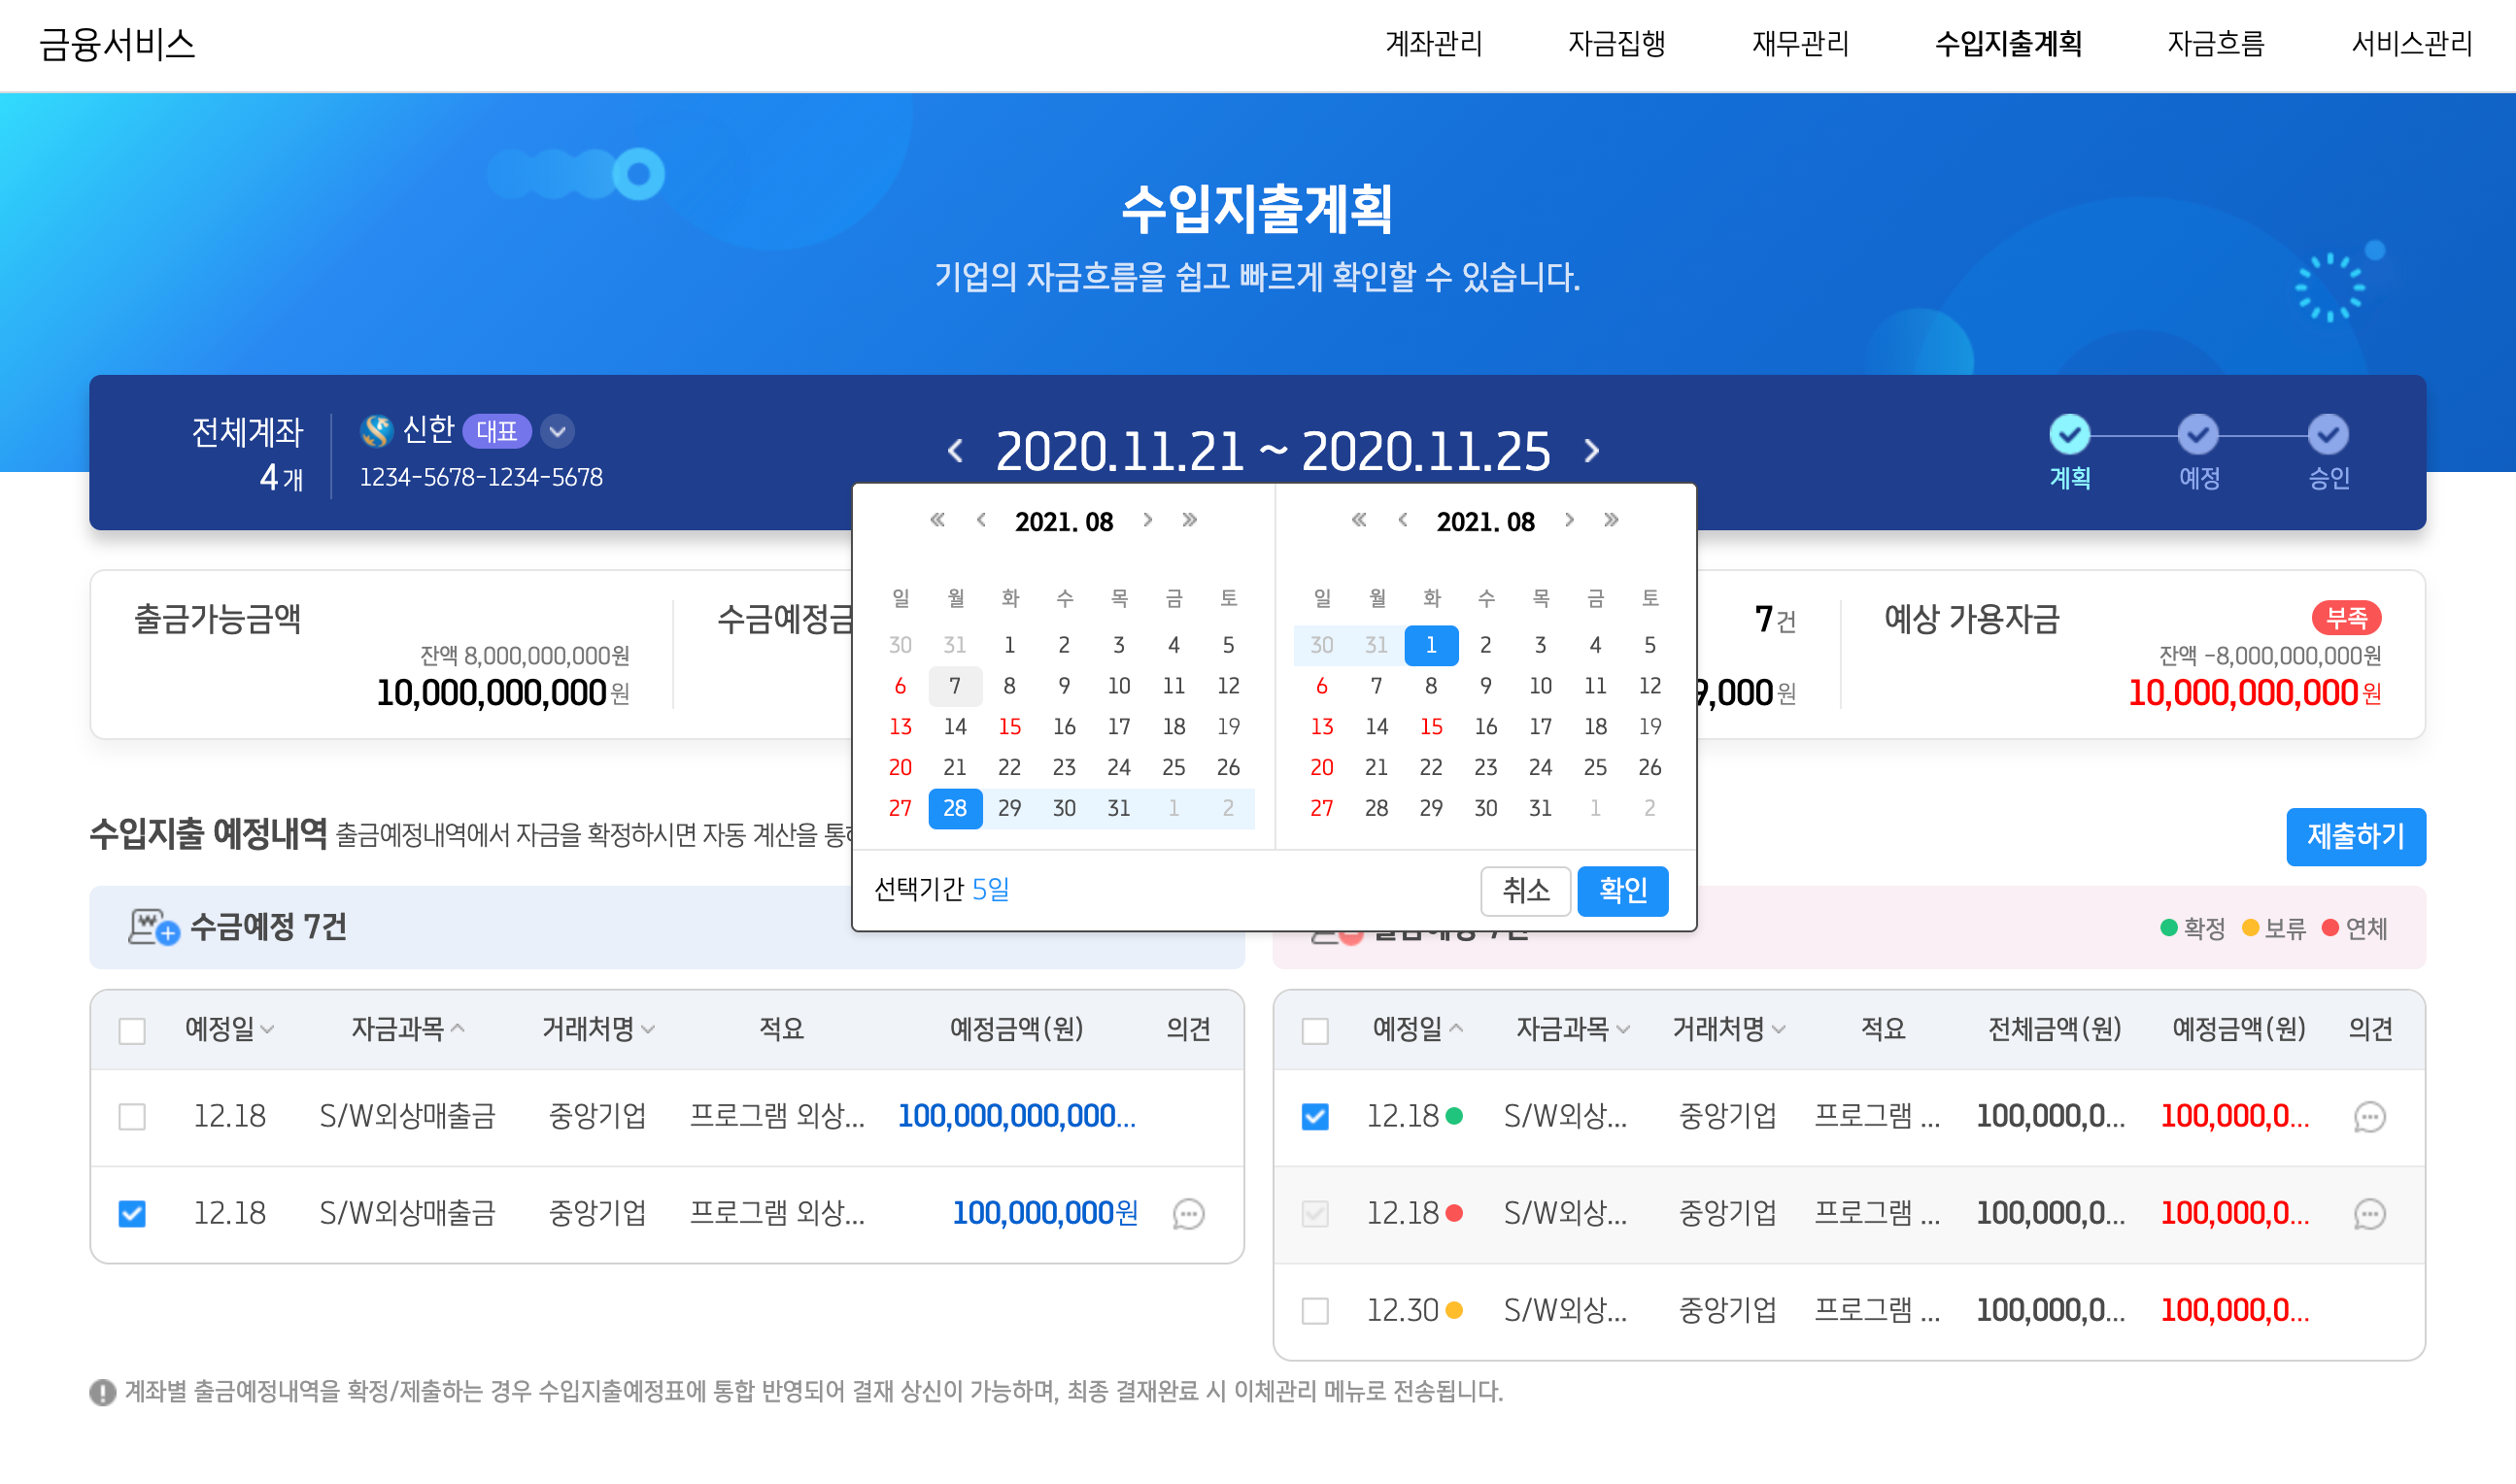 금융서비스
계좌관리 자금집행 재무관리 수입지출계획 자금흐름 서비스관리
수입지출계획
기업의 자금흐름을 쉽고 빠르게 확인할 수 있습니다.
전체계좌
4개
신한 대표
1234-5678-1234-5678
2020.11.21 ~ 2020.11.25
계획 예정 승인
출금가능금액
잔액 8,000,000,000원
10,000,000,000원
수금예정금
7건
9,000원
예상 가용자금 부족
잔액 -8,000,000,000원
10,000,000,000원
2021. 08
일 월 화 수 목 금 토
30 31 1 2 3 4 5
6 7 8 9 10 11 12
13 14 15 16 17 18 19
20 21 22 23 24 25 26
27 28 29 30 31 1 2
2021. 08
일 월 화 수 목 금 토
30 31 1 2 3 4 5
6 7 8 9 10 11 12
13 14 15 16 17 18 19
20 21 22 23 24 25 26
27 28 29 30 31 1 2
선택기간 5일
취소 확인
수입지출 예정내역 출금예정내역에서 자금을 확정하시면 자동 계산을 통
제출하기
수금예정 7건
확정 보류 연체
예정일 자금과목 거래처명 적요 예정금액(원) 의견
12.18 S/W외상매출금 중앙기업 프로그램 외상... 100,000,000,000...
12.18 S/W외상매출금 중앙기업 프로그램 외상... 100,000,000원
예정일 자금과목 거래처명 적요 전체금액(원) 예정금액(원) 의견
12.18 S/W외상... 중앙기업 프로그램 ... 100,000,0... 100,000,0...
12.18 S/W외상... 중앙기업 프로그램 ... 100,000,0... 100,000,0...
12.30 S/W외상... 중앙기업 프로그램 ... 100,000,0... 100,000,0...
계좌별 출금예정내역을 확정/제출하는 경우 수입지출예정표에 통합 반영되어 결재 상신이 가능하며, 최종 결재완료 시 이체관리 메뉴로 전송됩니다.